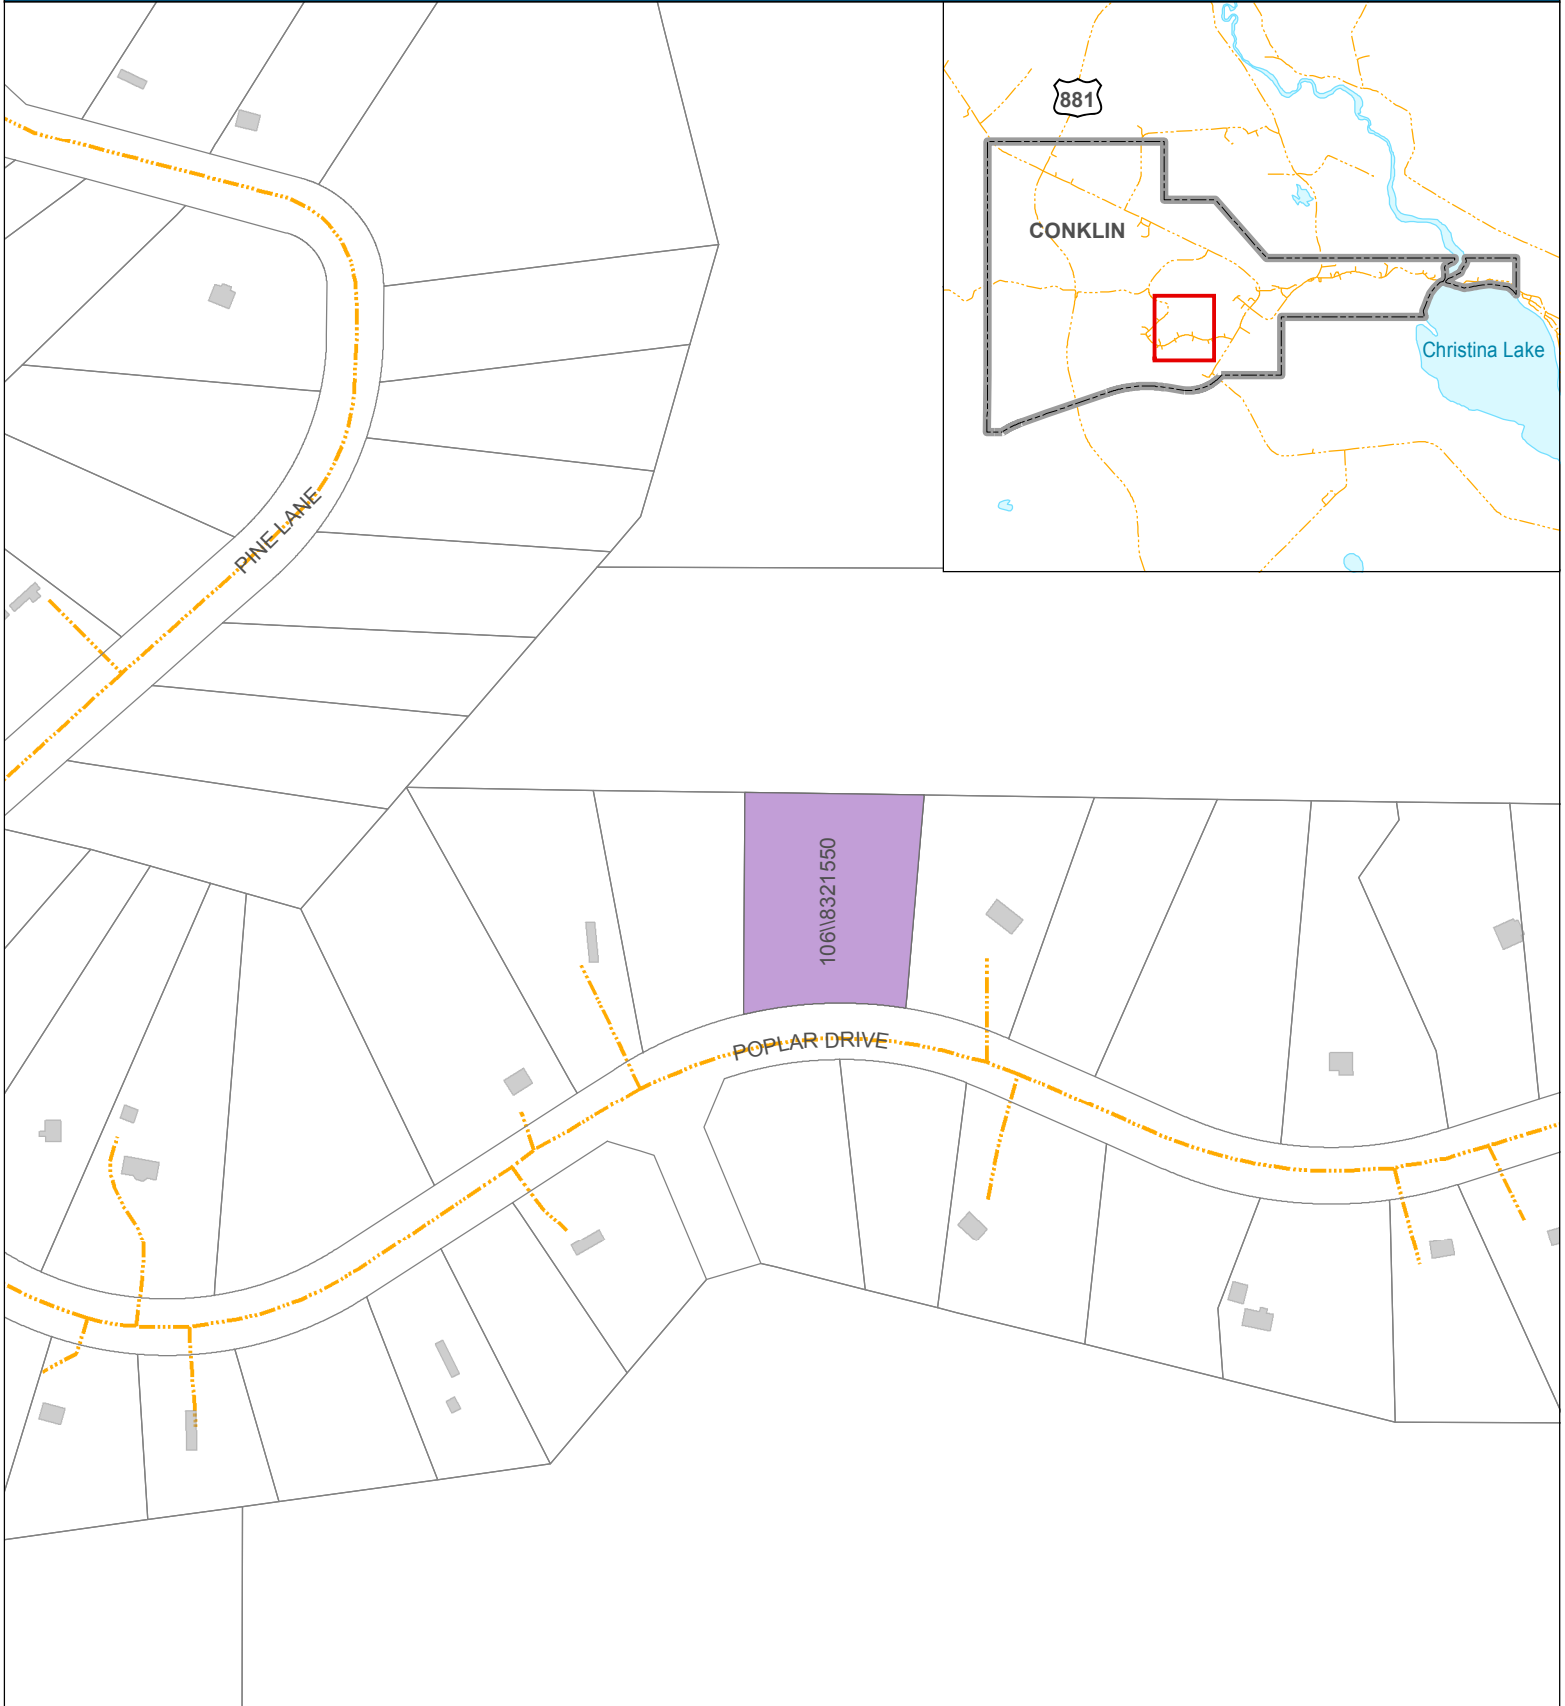 881
CONKLIN
Christina Lake
PINE LANE
106\\8321550
POPLAR DRIVE